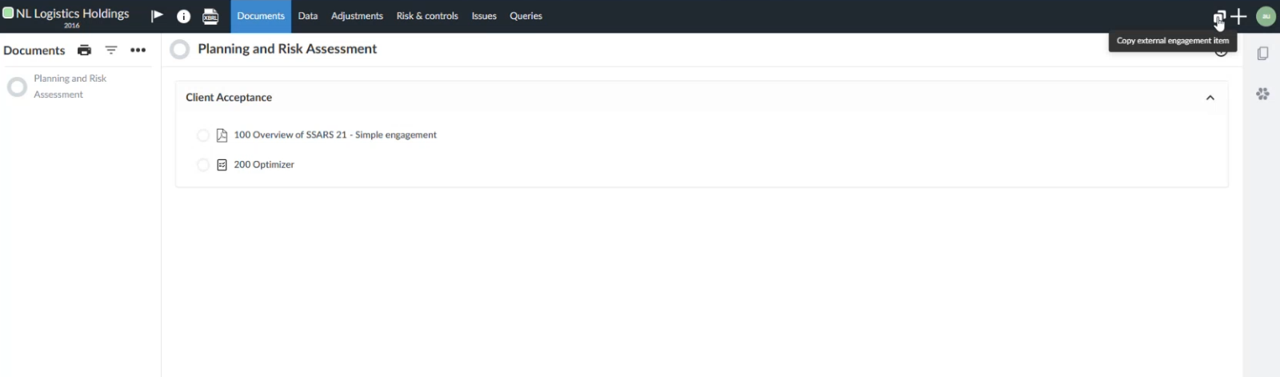 NL Logistics Holdings
2016
XBRL
Documents Data Adjustments Risk & controls Issues Queries
au
Copy external engagement item
Documents
Planning and Risk Assessment
Planning and Risk
Assessment
Client Acceptance
100 Overview of SSARS 21 - Simple engagement
200 Optimizer